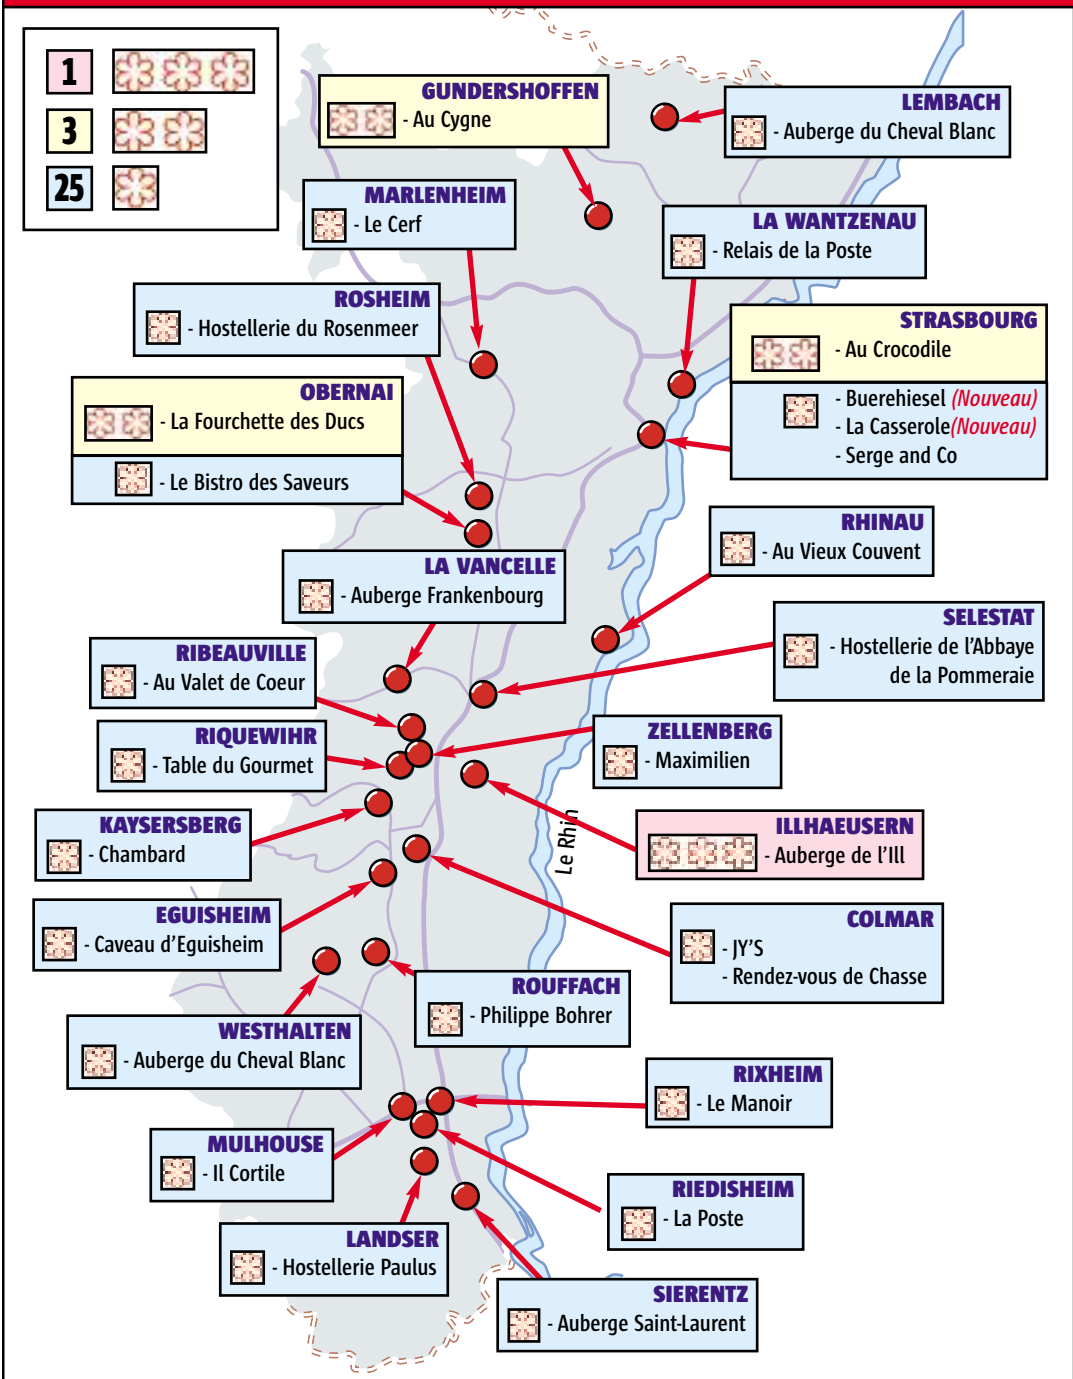 1
3
25
GUNDERSHOFFEN
- Au Cygne
LEMBACH
- Auberge du Cheval Blanc
MARLENHEIM
- Le Cerf
LA WANTZENAU
- Relais de la Poste
ROSHEIM
- Hostellerie du Rosenmeer
STRASBOURG
- Au Crocodile
- Buerehiesel (Nouveau)
- La Casserole(Nouveau)
- Serge and Co
OBERNAI
- La Fourchette des Ducs
- Le Bistro des Saveurs
RHINAU
- Au Vieux Couvent
LA VANCELLE
- Auberge Frankenbourg
SELESTAT
- Hostellerie de l'Abbaye
de la Pommeraie
RIBEAUVILLE
- Au Valet de Coeur
RIQUEWIHR
- Table du Gourmet
ZELLENBERG
- Maximilien
KAYSERSBERG
- Chambard
Le Rhin
ILLHAEUSERN
- Auberge de l'Ill
EGUISHEIM
- Caveau d'Eguisheim
COLMAR
- JY'S
- Rendez-vous de Chasse
ROUFFACH
- Philippe Bohrer
WESTHALTEN
- Auberge du Cheval Blanc
RIXHEIM
- Le Manoir
MULHOUSE
- Il Cortile
RIEDISHEIM
- La Poste
LANDSER
- Hostellerie Paulus
SIERENTZ
- Auberge Saint-Laurent